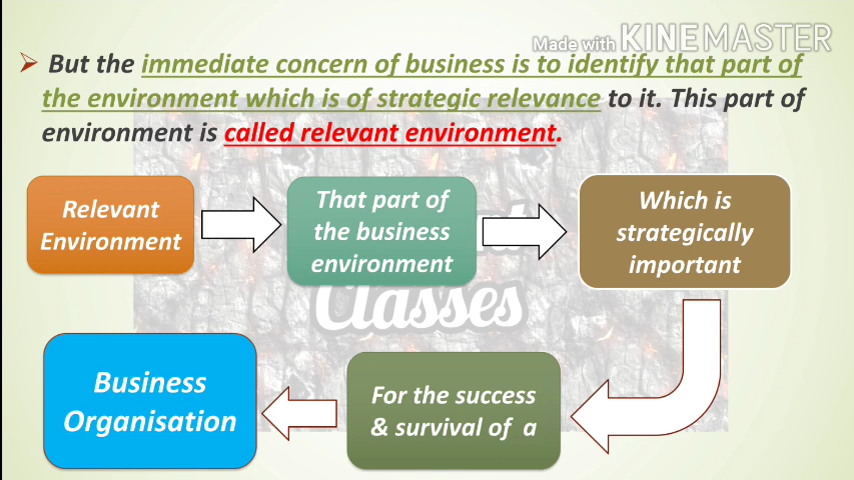 Made with KINEMASTER
But the immediate concern of business is to identify that part of
the environment which is of strategic relevance to it. This part of
environment is called relevant environment.
Relevant
Environment
That part of
the business
environment
Which is
strategically
important
Classes
For the success
& survival of a
Business
Organisation